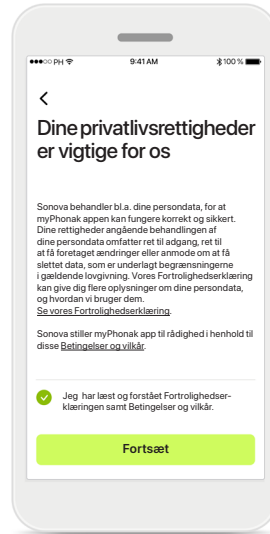 PH 9:41 AM 100 %
Dine privatlivsrettigheder
er vigtige for os
Sonova behandler bl.a. dine persondata, for at
myPhonak appen kan fungere korrekt og sikkert.
Dine rettigheder angående behandlingen af
dine persondata omfatter ret til adgang, ret til
at få foretaget ændringer eller anmode om at få
slettet data, som er underlagt begrænsningerne
i gældende lovgivning. Vores Fortrolighedserklæring
kan give dig flere oplysninger om dine persondata,
og hvordan vi bruger dem.
Se vores Fortrolighedserklæring.
Sonova stiller myPhonak app til rådighed i henhold til
disse Betingelser og vilkår.
Jeg har læst og forstået Fortrolighedser-
klæringen samt Betingelser og vilkår.
Fortsæt